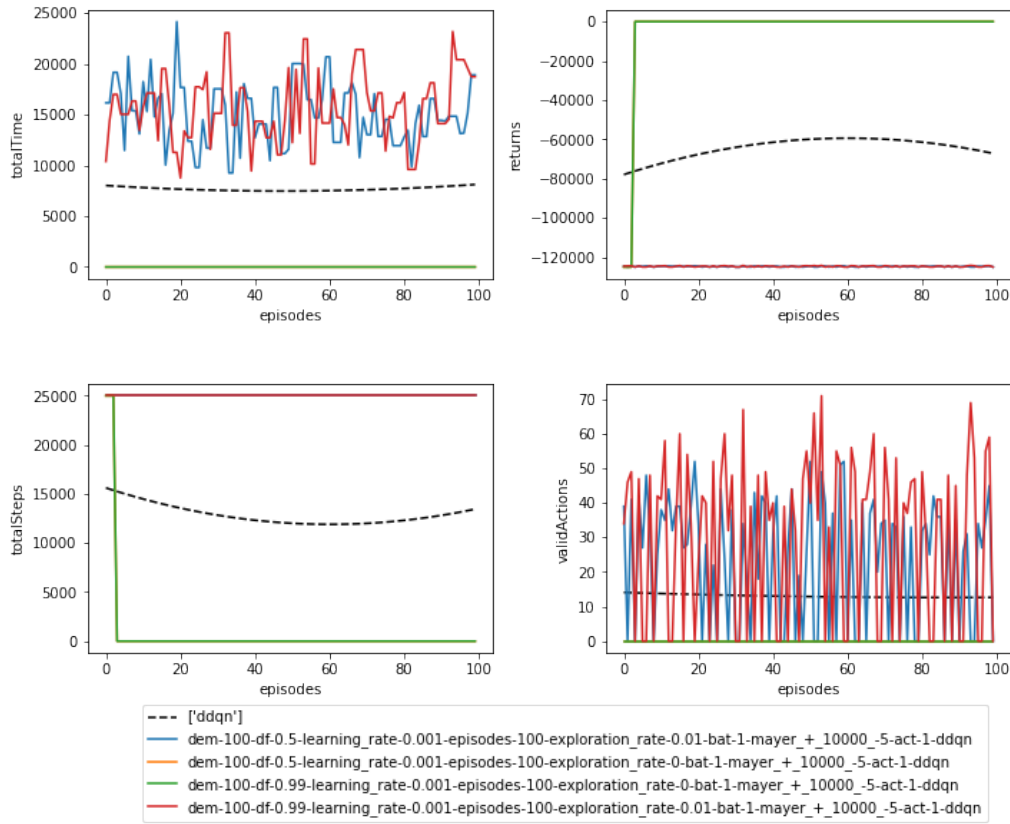 25000
20000
15000
10000
5000
0
totalTime
0 20 40 60 80 100
episodes
0
−20000
−40000
−60000
−80000
−100000
−120000
returns
0 20 40 60 80 100
episodes
25000
20000
15000
10000
5000
0
totalSteps
0 20 40 60 80 100
episodes
70
60
50
40
30
20
10
0
validActions
0 20 40 60 80 100
episodes
['ddqn']
dem-100-df-0.5-learning_rate-0.001-episodes-100-exploration_rate-0.01-bat-1-mayer_+_10000_-5-act-1-ddqn
dem-100-df-0.5-learning_rate-0.001-episodes-100-exploration_rate-0-bat-1-mayer_+_10000_-5-act-1-ddqn
dem-100-df-0.99-learning_rate-0.001-episodes-100-exploration_rate-0-bat-1-mayer_+_10000_-5-act-1-ddqn
dem-100-df-0.99-learning_rate-0.001-episodes-100-exploration_rate-0.01-bat-1-mayer_+_10000_-5-act-1-ddqn